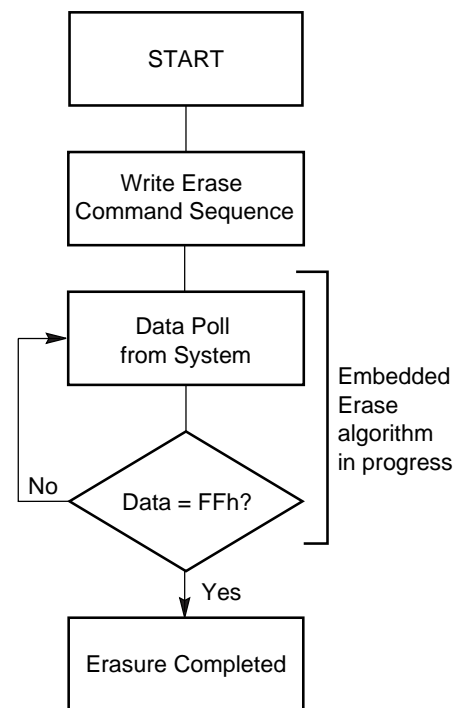 START
Write Erase
Command Sequence
Data Poll
from System
Embedded
Erase
algorithm
in progress
No
Data = FFh?
Yes
Erasure Completed